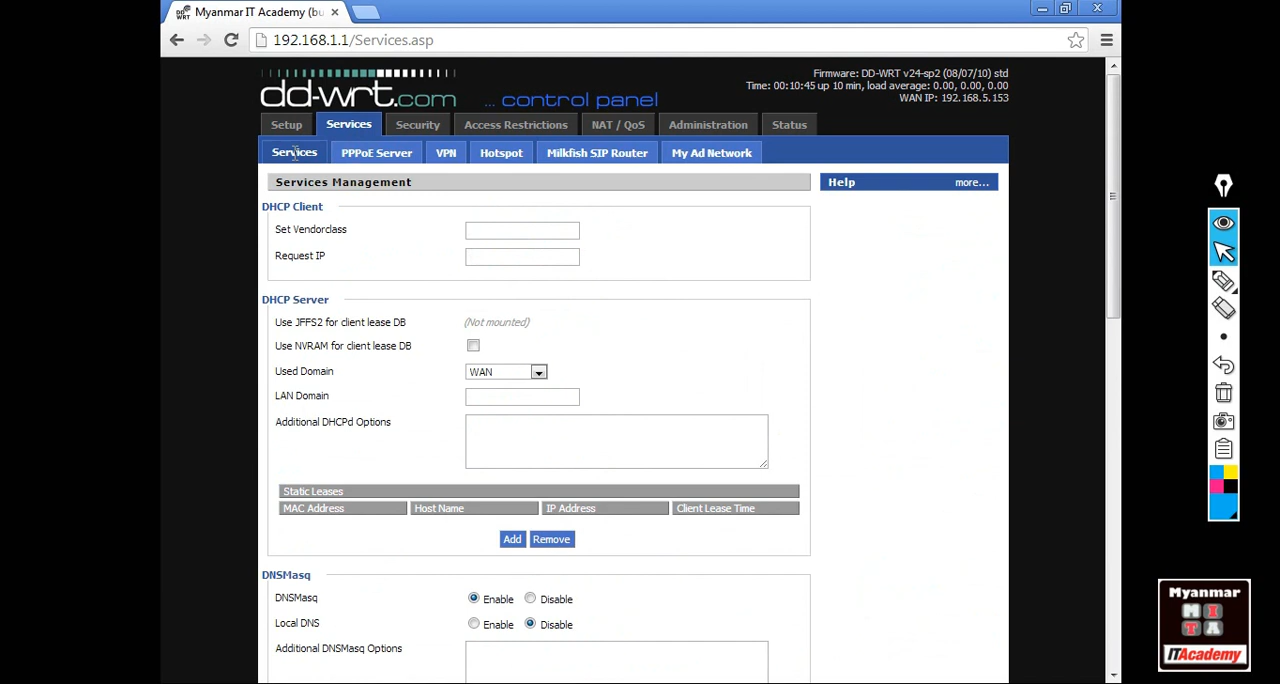 Myanmar IT Academy (bu
192.168.1.1/Services.asp
Firmware: DD-WRT v24-sp2 (08/07/10) std
Time: 00:10:45 up 10 min, load average: 0.00, 0.00, 0.00
WAN IP: 192.168.5.153
dd-wrt.com ... control panel
Setup Services Security Access Restrictions NAT / QoS Administration Status
Services PPPoE Server VPN Hotspot Milkfish SIP Router My Ad Network
Services Management
Help more...
DHCP Client
Set Vendorclass
Request IP
DHCP Server
Use JFFS2 for client lease DB (Not mounted)
Use NVRAM for client lease DB
Used Domain WAN
LAN Domain
Additional DHCPd Options
Static Leases
MAC Address Host Name IP Address Client Lease Time
Add Remove
DNSMasq
DNSMasq Enable Disable
Local DNS Enable Disable
Additional DNSMasq Options
Myanmar
M I
T A
ITAcademy